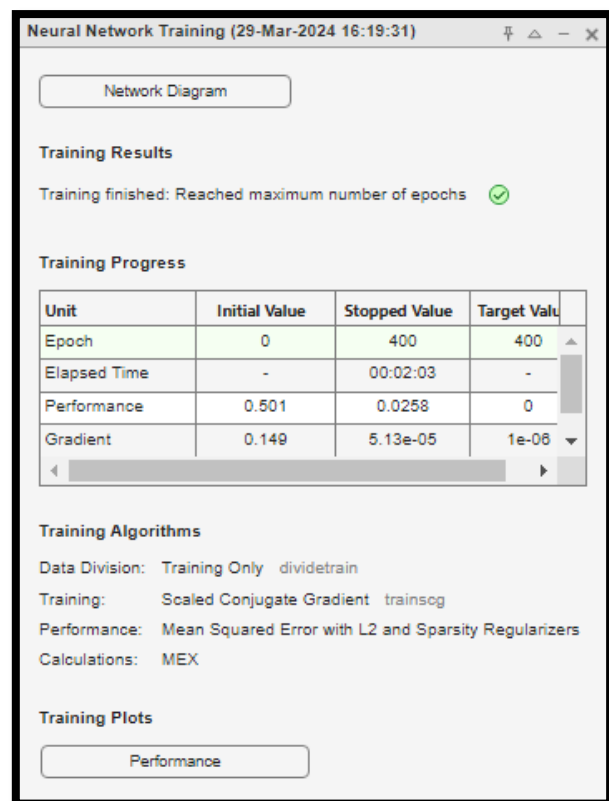 Neural Network Training (29-Mar-2024 16:19:31)
Network Diagram
Training Results
Training finished: Reached maximum number of epochs
Training Progress
Unit Initial Value Stopped Value Target Valu
Epoch 0 400 400
Elapsed Time - 00:02:03 -
Performance 0.501 0.0258 0
Gradient 0.149 5.13e-05 1e-06
Training Algorithms
Data Division: Training Only dividetrain
Training: Scaled Conjugate Gradient trainscg
Performance: Mean Squared Error with L2 and Sparsity Regularizers
Calculations: MEX
Training Plots
Performance